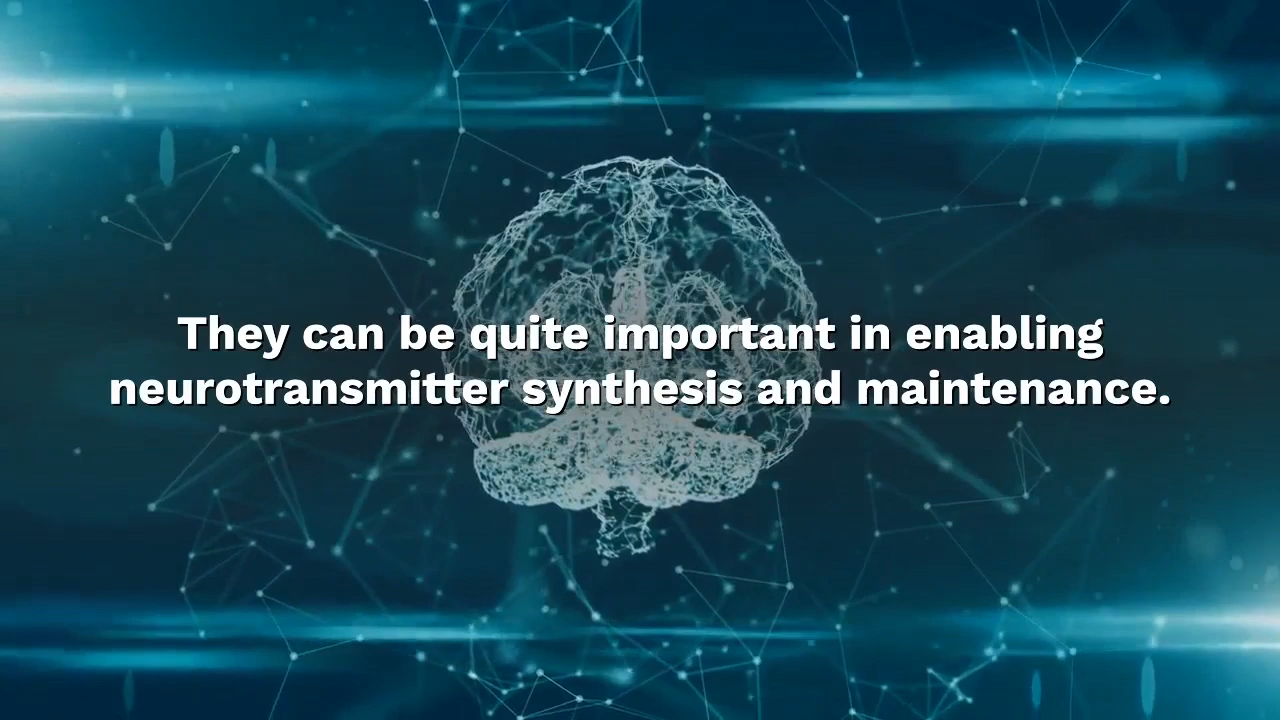 They can be quite important in enabling
neurotransmitter synthesis and maintenance.